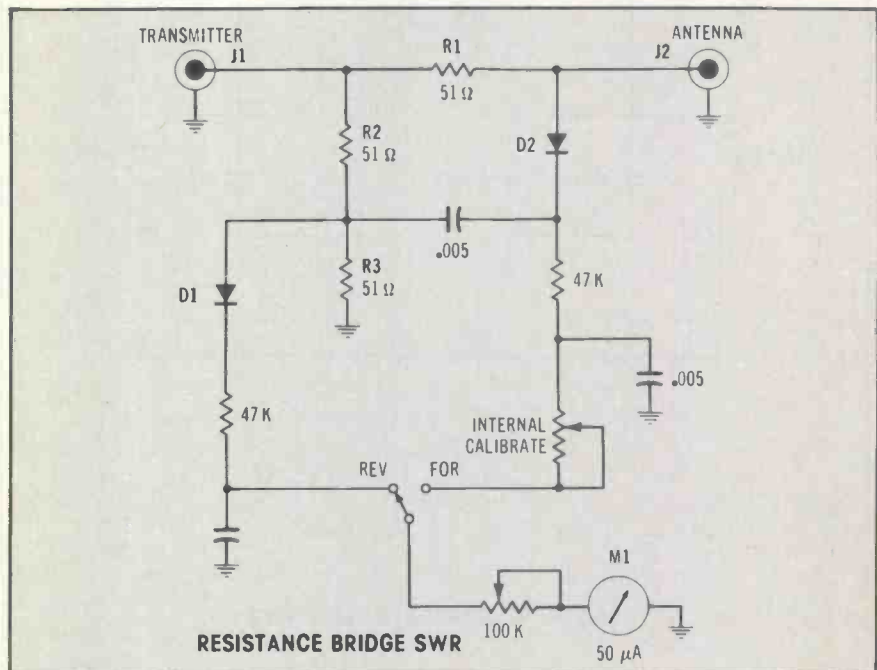 TRANSMITTER
J1
R1
51 Ω
ANTENNA
J2
R2
51 Ω
D2
.005
D1
R3
51 Ω
47 K
.005
47 K
INTERNAL
CALIBRATE
REV
FOR
M1
100 K
50 μA
RESISTANCE BRIDGE SWR